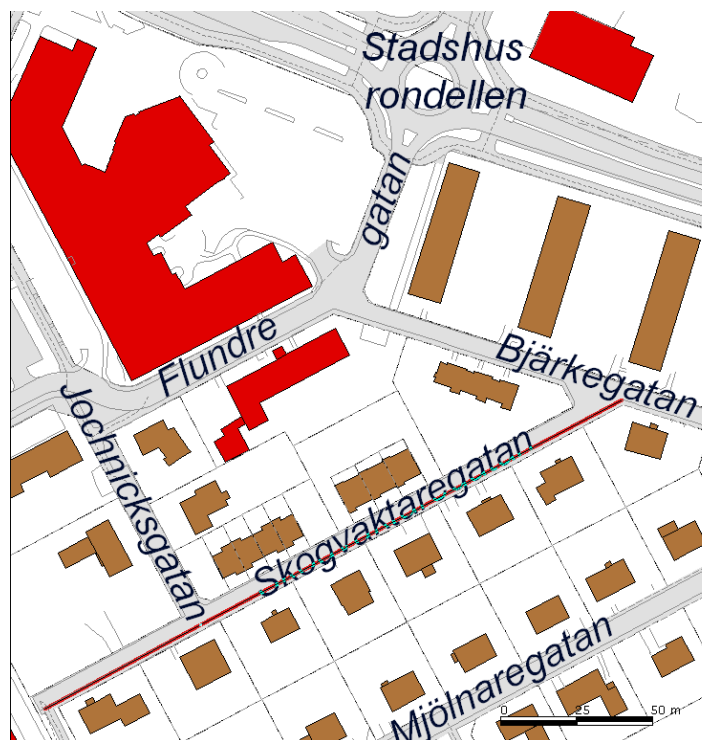 Stadshus
rondellen
gatan
Flundre
Bjärkegatan
Jochnicksgatan
Skogvaktaregatan
Mjölnaregatan
0 25 50 m